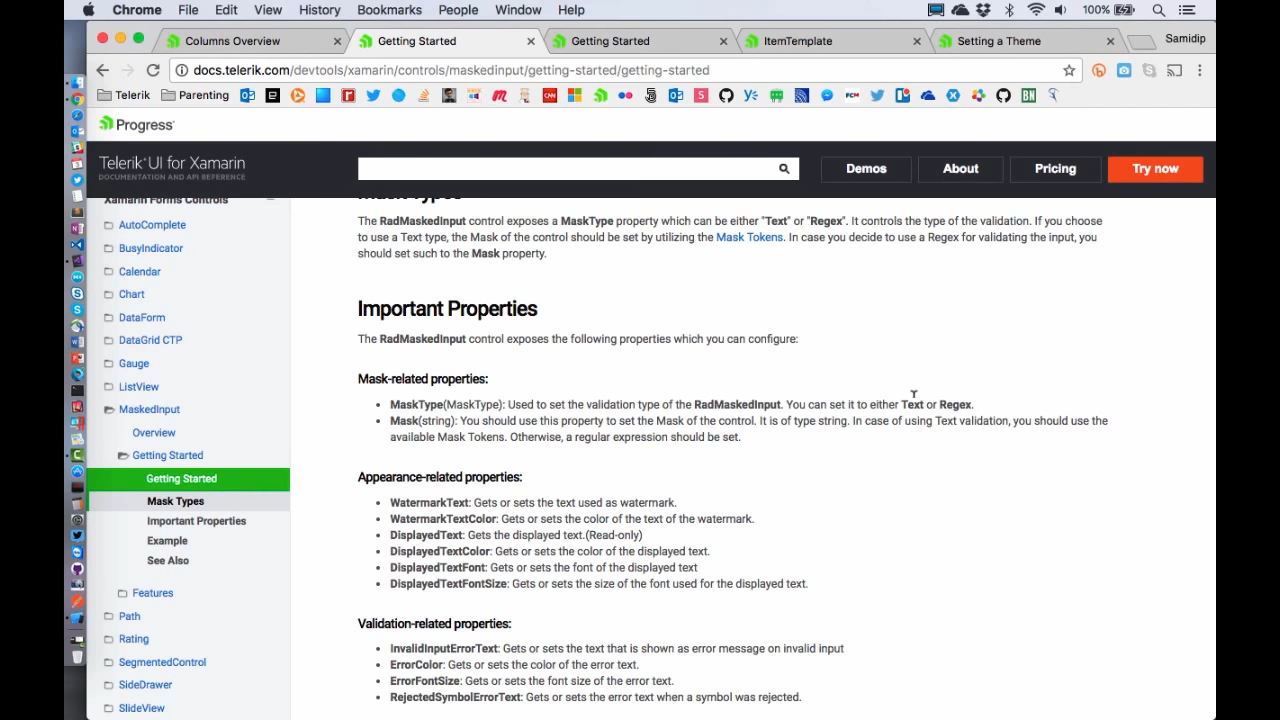 Chrome File Edit View History Bookmarks People Window Help 100%
Columns Overview Getting Started Getting Started ItemTemplate Setting a Theme Samidip
docs.telerik.com/devtools/xamarin/controls/maskedinput/getting-started/getting-started
Telerik Parenting
Progress
Telerik UI for Xamarin
DOCUMENTATION AND API REFERENCE
Demos About Pricing Try now
Xamarin Forms Controls
AutoComplete
BusyIndicator
Calendar
Chart
DataForm
DataGrid CTP
Gauge
ListView
MaskedInput
Overview
Getting Started
Getting Started
Mask Types
Important Properties
Example
See Also
Features
Path
Rating
SegmentedControl
SideDrawer
SlideView
Mask Types
The RadMaskedInput control exposes a MaskType property which can be either "Text" or "Regex". It controls the type of the validation. If you choose
to use a Text type, the Mask of the control should be set by utilizing the Mask Tokens. In case you decide to use a Regex for validating the input, you
should set such to the Mask property.
Important Properties
The RadMaskedInput control exposes the following properties which you can configure:
Mask-related properties:
• MaskType(MaskType): Used to set the validation type of the RadMaskedInput. You can set it to either Text or Regex.
• Mask(string): You should use this property to set the Mask of the control. It is of type string. In case of using Text validation, you should use the
available Mask Tokens. Otherwise, a regular expression should be set.
Appearance-related properties:
• WatermarkText: Gets or sets the text used as watermark.
• WatermarkTextColor: Gets or sets the color of the text of the watermark.
• DisplayedText: Gets the displayed text.(Read-only)
• DisplayedTextColor: Gets or sets the color of the displayed text.
• DisplayedTextFont: Gets or sets the font of the displayed text
• DisplayedTextFontSize: Gets or sets the size of the font used for the displayed text.
Validation-related properties:
• InvalidInputErrorText: Gets or sets the text that is shown as error message on invalid input
• ErrorColor: Gets or sets the color of the error text.
• ErrorFontSize: Gets or sets the font size of the error text.
• RejectedSymbolErrorText: Gets or sets the error text when a symbol was rejected.